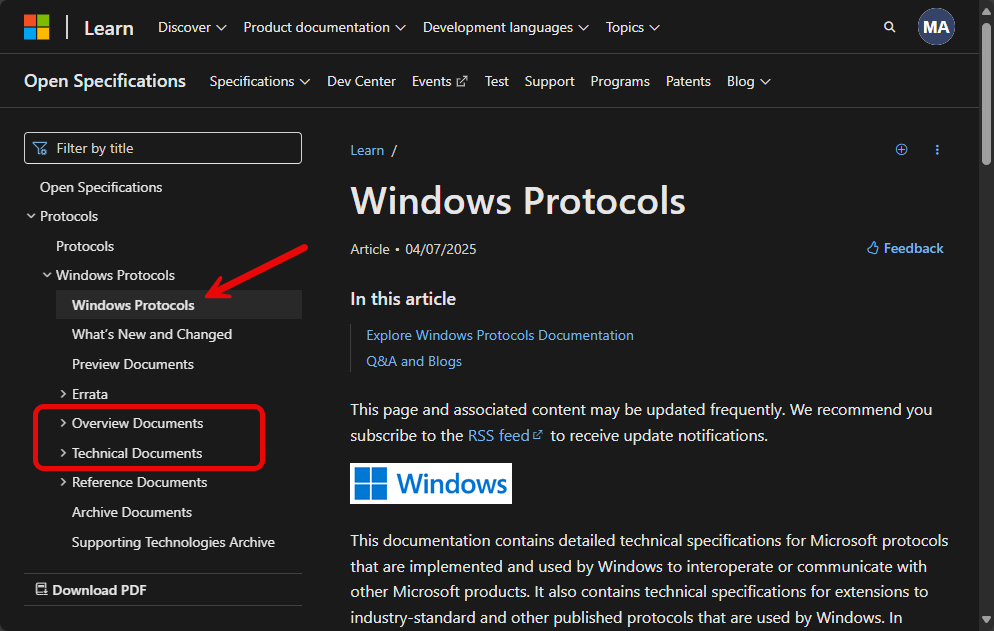 Learn Discover Product documentation Development languages Topics MA
Open Specifications Specifications Dev Center Events Test Support Programs Patents Blog
Filter by title
Open Specifications
Protocols
Protocols
Windows Protocols
Windows Protocols
What's New and Changed
Preview Documents
Errata
Overview Documents
Technical Documents
Reference Documents
Archive Documents
Supporting Technologies Archive
Download PDF
Learn /
Windows Protocols
Article • 04/07/2025
Feedback
In this article
Explore Windows Protocols Documentation
Q&A and Blogs
This page and associated content may be updated frequently. We recommend you
subscribe to the RSS feed to receive update notifications.
Windows
This documentation contains detailed technical specifications for Microsoft protocols
that are implemented and used by Windows to interoperate or communicate with
other Microsoft products. It also contains technical specifications for extensions to
industry-standard and other published protocols that are used by Windows. In